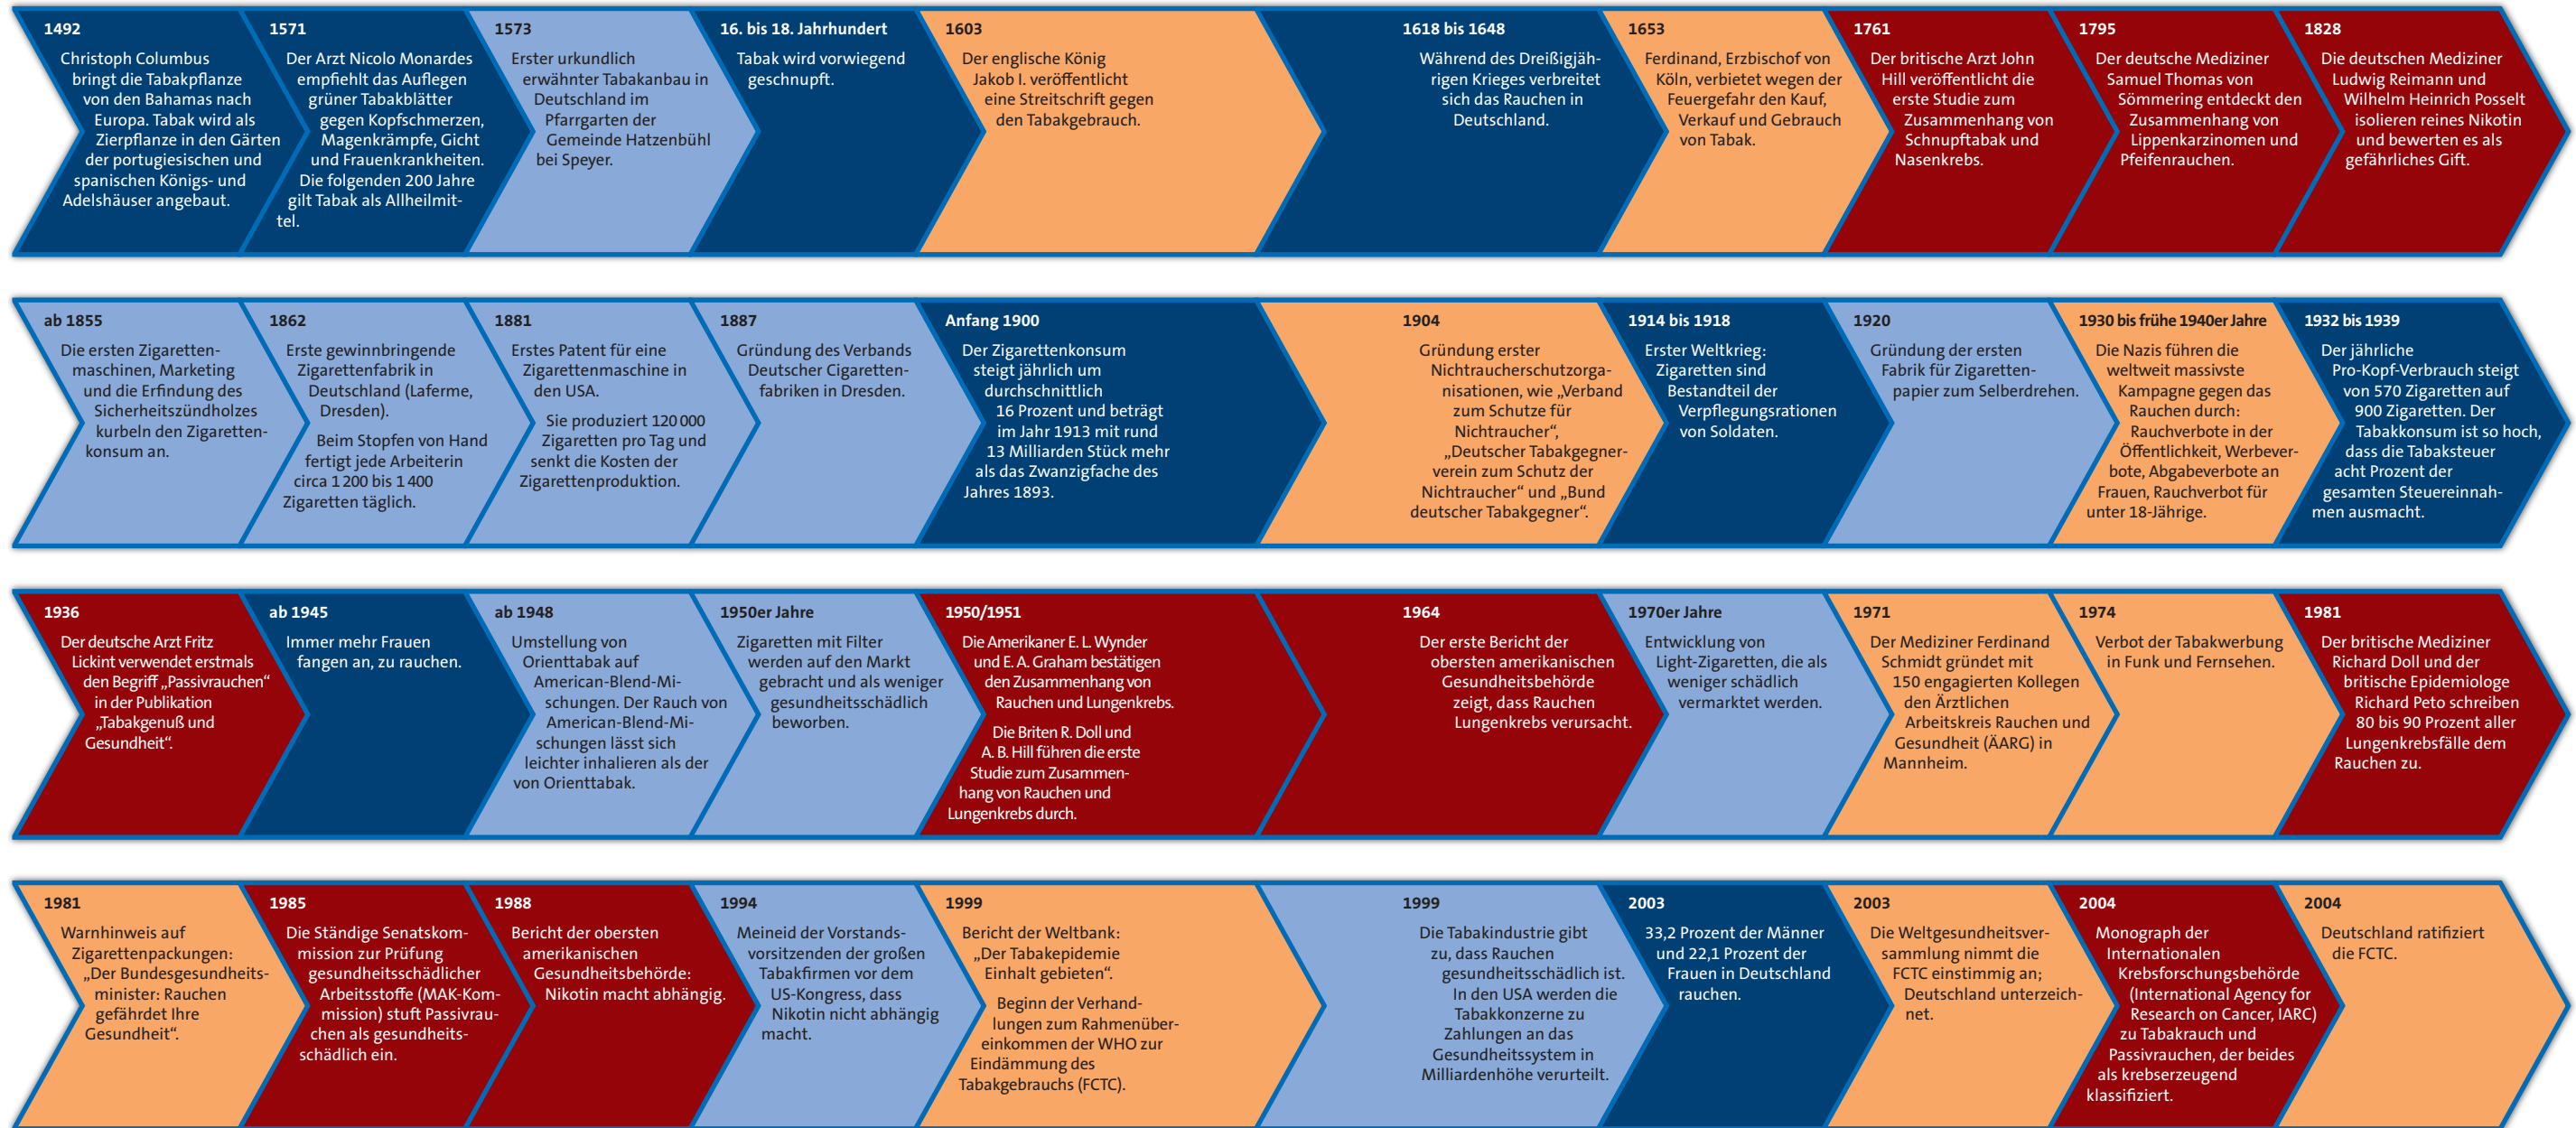 1492
Christoph Columbus
bringt die Tabakpflanze
von den Bahamas nach
Europa. Tabak wird als
Zierpflanze in den Gärten
der portugiesischen und
spanischen Königs- und
Adelshäuser angebaut.
1571
Der Arzt Nicolo Monardes
empfiehlt das Auflegen
grüner Tabakblätter
gegen Kopfschmerzen,
Magenkrämpfe, Gicht
und Frauenkrankheiten.
Die folgenden 200 Jahre
gilt Tabak als Allheilmit-
tel.
1573
Erster urkundlich
erwähnter Tabakanbau in
Deutschland im
Pfarrgarten der
Gemeinde Hatzenbühl
bei Speyer.
16. bis 18. Jahrhundert
Tabak wird vorwiegend
geschnupft.
1603
Der englische König
Jakob I. veröffentlicht
eine Streitschrift gegen
den Tabakgebrauch.
1618 bis 1648
Während des Dreißigjäh-
rigen Krieges verbreitet
sich das Rauchen in
Deutschland.
1653
Ferdinand, Erzbischof von
Köln, verbietet wegen der
Feuergefahr den Kauf,
Verkauf und Gebrauch
von Tabak.
1761
Der britische Arzt John
Hill veröffentlicht die
erste Studie zum
Zusammenhang von
Schnupftabak und
Nasenkrebs.
1795
Der deutsche Mediziner
Samuel Thomas von
Sömmering entdeckt den
Zusammenhang von
Lippenkarzinomen und
Pfeifenrauchen.
1828
Die deutschen Mediziner
Ludwig Reimann und
Wilhelm Heinrich Posselt
isolieren reines Nikotin
und bewerten es als
gefährliches Gift.
ab 1855
Die ersten Zigaretten-
maschinen, Marketing
und die Erfindung des
Sicherheitszündholzes
kurbeln den Zigaretten-
konsum an.
1862
Erste gewinnbringende
Zigarettenfabrik in
Deutschland (Laferme,
Dresden).
Beim Stopfen von Hand
fertigt jede Arbeiterin
circa 1 200 bis 1 400
Zigaretten täglich.
1881
Erstes Patent für eine
Zigarettenmaschine in
den USA.
Sie produziert 120 000
Zigaretten pro Tag und
senkt die Kosten der
Zigarettenproduktion.
1887
Gründung des Verbands
Deutscher Cigaretten-
fabriken in Dresden.
Anfang 1900
Der Zigarettenkonsum
steigt jährlich um
durchschnittlich
16 Prozent und beträgt
im Jahr 1913 mit rund
13 Milliarden Stück mehr
als das Zwanzigfache des
Jahres 1893.
1904
Gründung erster
Nichtraucherschutzorga-
nisationen, wie „Verband
zum Schutze für
Nichtraucher“,
„Deutscher Tabakgegner-
verein zum Schutz der
Nichtraucher“ und „Bund
deutscher Tabakgegner“.
1914 bis 1918
Erster Weltkrieg:
Zigaretten sind
Bestandteil der
Verpflegungsrationen
von Soldaten.
1920
Gründung der ersten
Fabrik für Zigaretten-
papier zum Selberdrehen.
1930 bis frühe 1940er Jahre
Die Nazis führen die
weltweit massivste
Kampagne gegen das
Rauchen durch:
Rauchverbote in der
Öffentlichkeit, Werbever-
bote, Abgabeverbote an
Frauen, Rauchverbot für
unter 18-Jährige.
1932 bis 1939
Der jährliche
Pro-Kopf-Verbrauch steigt
von 570 Zigaretten auf
900 Zigaretten. Der
Tabakkonsum ist so hoch,
dass die Tabaksteuer
acht Prozent der
gesamten Steuereinnah-
men ausmacht.
1936
Der deutsche Arzt Fritz
Lickint verwendet erstmals
den Begriff „Passivrauchen“
in der Publikation
„Tabakgenuß und
Gesundheit“.
ab 1945
Immer mehr Frauen
fangen an, zu rauchen.
ab 1948
Umstellung von
Orienttabak auf
American-Blend-Mi-
schungen. Der Rauch von
American-Blend-Mi-
schungen lässt sich
leichter inhalieren als der
von Orienttabak.
1950er Jahre
Zigaretten mit Filter
werden auf den Markt
gebracht und als weniger
gesundheitsschädlich
beworben.
1950/1951
Die Amerikaner E. L. Wynder
und E. A. Graham bestätigen
den Zusammenhang von
Rauchen und Lungenkrebs.
Die Briten R. Doll und
A. B. Hill führen die erste
Studie zum Zusammen-
hang von Rauchen und
Lungenkrebs durch.
1964
Der erste Bericht der
obersten amerikanischen
Gesundheitsbehörde
zeigt, dass Rauchen
Lungenkrebs verursacht.
1970er Jahre
Entwicklung von
Light-Zigaretten, die als
weniger schädlich
vermarktet werden.
1971
Der Mediziner Ferdinand
Schmidt gründet mit
150 engagierten Kollegen
den Ärztlichen
Arbeitskreis Rauchen und
Gesundheit (ÄARG) in
Mannheim.
1974
Verbot der Tabakwerbung
in Funk und Fernsehen.
1981
Der britische Mediziner
Richard Doll und der
britische Epidemiologe
Richard Peto schreiben
80 bis 90 Prozent aller
Lungenkrebsfälle dem
Rauchen zu.
1981
Warnhinweis auf
Zigarettenpackungen:
„Der Bundesgesundheits-
minister: Rauchen
gefährdet Ihre
Gesundheit“.
1985
Die Ständige Senatskom-
mission zur Prüfung
gesundheitsschädlicher
Arbeitsstoffe (MAK-Kom-
mission) stuft Passivrau-
chen als gesundheits-
schädlich ein.
1988
Bericht der obersten
amerikanischen
Gesundheitsbehörde:
Nikotin macht abhängig.
1994
Meineid der Vorstands-
vorsitzenden der großen
Tabakfirmen vor dem
US-Kongress, dass
Nikotin nicht abhängig
macht.
1999
Bericht der Weltbank:
„Der Tabakepidemie
Einhalt gebieten“.
Beginn der Verhand-
lungen zum Rahmenüber-
einkommen der WHO zur
Eindämmung des
Tabakgebrauchs (FCTC).
1999
Die Tabakindustrie gibt
zu, dass Rauchen
gesundheitsschädlich ist.
In den USA werden die
Tabakkonzerne zu
Zahlungen an das
Gesundheitssystem in
Milliardenhöhe verurteilt.
2003
33,2 Prozent der Männer
und 22,1 Prozent der
Frauen in Deutschland
rauchen.
2003
Die Weltgesundheitsver-
sammlung nimmt die
FCTC einstimmig an;
Deutschland unterzeich-
net.
2004
Monograph der
Internationalen
Krebsforschungsbehörde
(International Agency for
Research on Cancer, IARC)
zu Tabakrauch und
Passivrauchen, der beides
als krebserzeugend
klassifiziert.
2004
Deutschland ratifiziert
die FCTC.